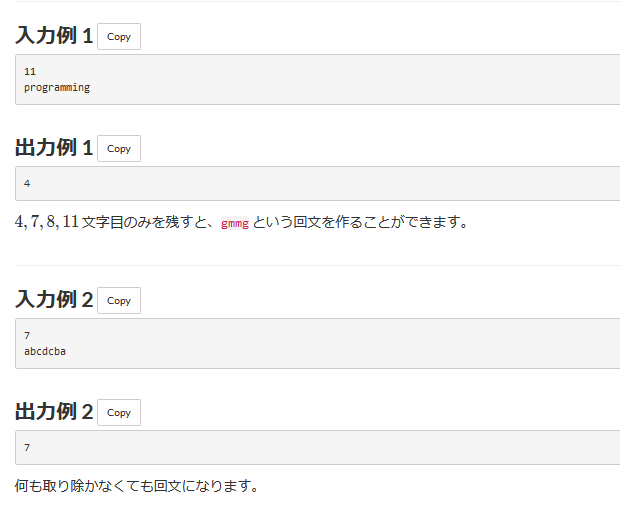 入力例 1 Copy
11
programming
出力例 1 Copy
4
4, 7, 8, 11 文字目のみを残すと、gmmg という回文を作ることができます。
入力例 2 Copy
7
abcdcba
出力例 2 Copy
7
何も取り除かなくても回文になります。